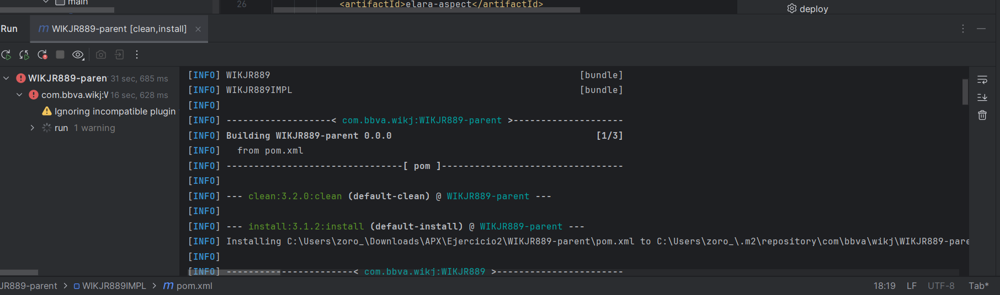 main
26 <artifactId>elara-aspect</artifactId>
deploy
Run WIKJR889-parent [clean,install]
WIKJR889-paren 31 sec, 685 ms
com.bbva.wikj:W 16 sec, 628 ms
Ignoring incompatible plugin
run 1 warning
[INFO] WIKJR889 [bundle]
[INFO] WIKJR889IMPL [bundle]
[INFO]
[INFO] -------------------< com.bbva.wikj:WIKJR889-parent >--------------------
[INFO] Building WIKJR889-parent 0.0.0 [1/3]
[INFO] from pom.xml
[INFO] --------------------------------[ pom ]---------------------------------
[INFO]
[INFO] --- clean:3.2.0:clean (default-clean) @ WIKJR889-parent ---
[INFO]
[INFO] --- install:3.1.2:install (default-install) @ WIKJR889-parent ---
[INFO] Installing C:\Users\zoro_\Downloads\APX\Ejercicio2\WIKJR889-parent\pom.xml to C:\Users\zoro_\.m2\repository\com\bbva\wikj\WIKJR889-pare
[INFO]
[INFO] -----------------------< com.bbva.wikj:WIKJR889 >-----------------------
JR889-parent > WIKJR889IMPL > pom.xml
18:19 LF UTF-8 Tab*